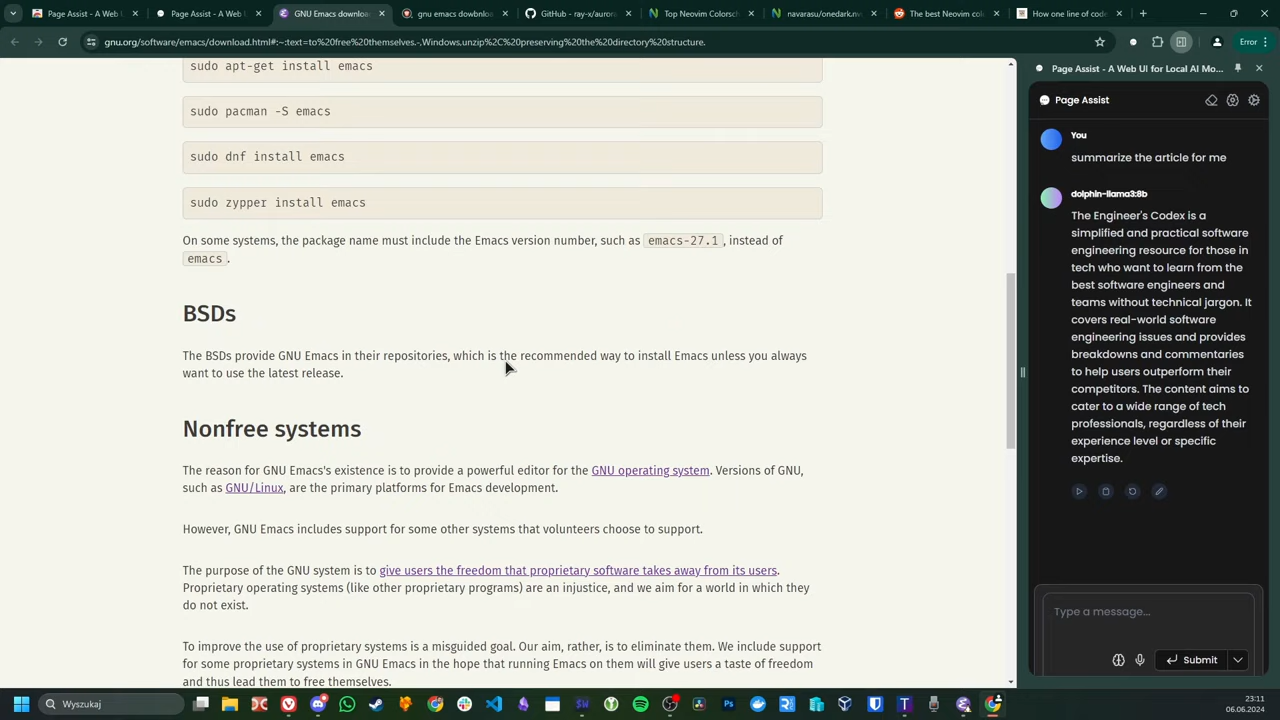 Page Assist - A Web U
Page Assist - A Web U
GNU Emacs downloa
gnu emacs dowbnlo
GitHub - ray-x/auror
Top Neovim Colorsch
navarasu/onedark.nv
The best Neovim co
How one line of code
gnu.org/software/emacs/download.html#:~:text=to%20free%20themselves.-,Windows,unzip%2C%20preserving%20the%20directory%20structure.
Error
sudo apt-get install emacs
sudo pacman -S emacs
sudo dnf install emacs
sudo zypper install emacs
On some systems, the package name must include the Emacs version number, such as emacs-27.1, instead of
emacs.
BSDs
The BSDs provide GNU Emacs in their repositories, which is the recommended way to install Emacs unless you always
want to use the latest release.
Nonfree systems
The reason for GNU Emacs's existence is to provide a powerful editor for the GNU operating system. Versions of GNU,
such as GNU/Linux, are the primary platforms for Emacs development.
However, GNU Emacs includes support for some other systems that volunteers choose to support.
The purpose of the GNU system is to give users the freedom that proprietary software takes away from its users.
Proprietary operating systems (like other proprietary programs) are an injustice, and we aim for a world in which they
do not exist.
To improve the use of proprietary systems is a misguided goal. Our aim, rather, is to eliminate them. We include support
for some proprietary systems in GNU Emacs in the hope that running Emacs on them will give users a taste of freedom
and thus lead them to free themselves.
Page Assist - A Web UI for Local AI Mo...
Page Assist
You
summarize the article for me
dolphin-llama3:8b
The Engineer's Codex is a
simplified and practical software
engineering resource for those in
tech who want to learn from the
best software engineers and
teams without technical jargon. It
covers real-world software
engineering issues and provides
breakdowns and commentaries
to help users outperform their
competitors. The content aims to
cater to a wide range of tech
professionals, regardless of their
experience level or specific
expertise.
Type a message...
Submit
Wyszukaj
23:11
06.06.2024